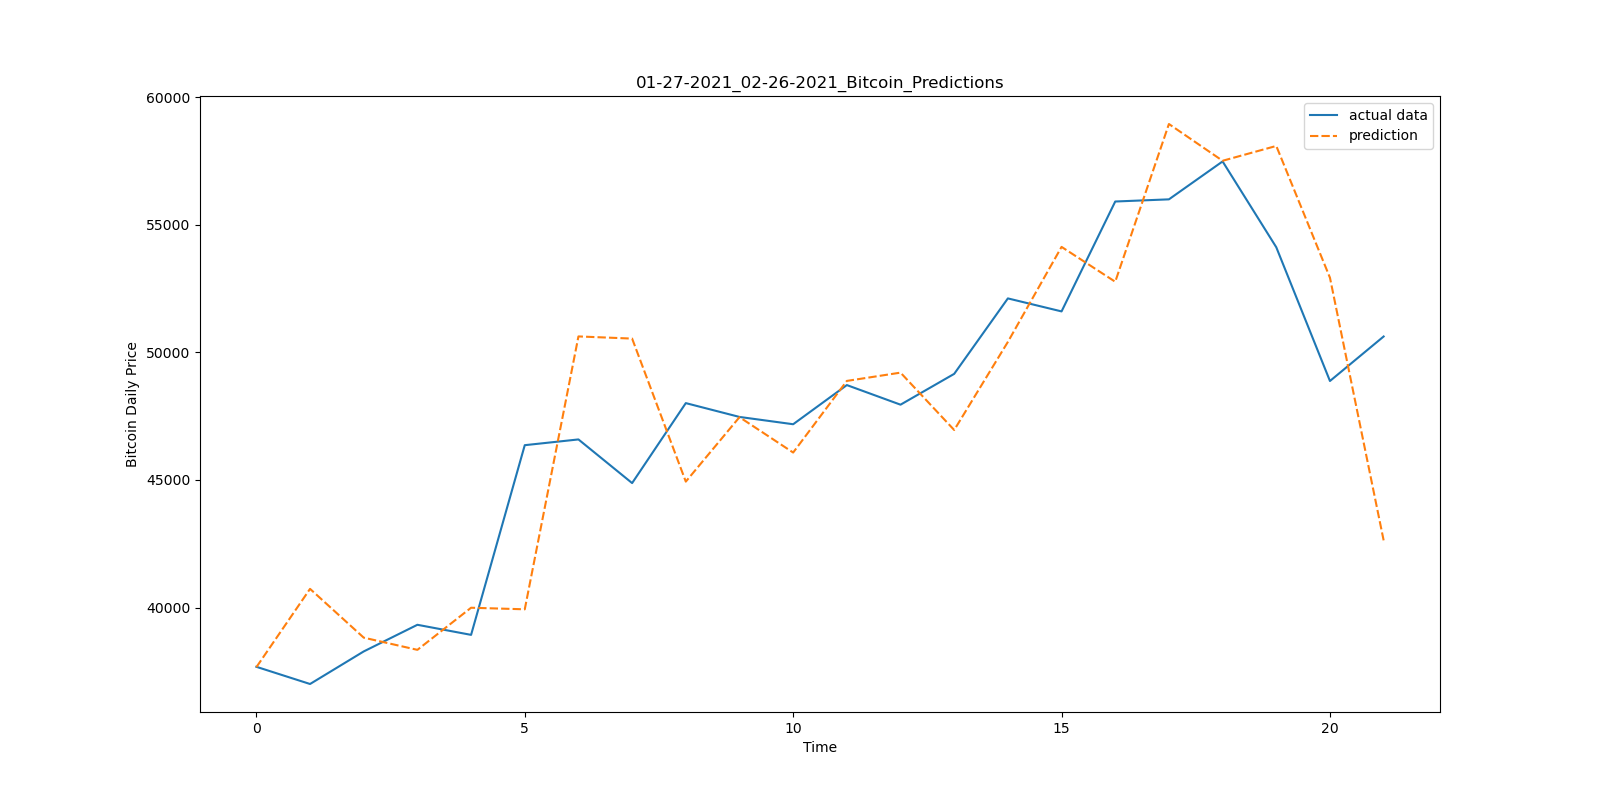 01-27-2021_02-26-2021_Bitcoin_Predictions
actual data
prediction
60000
55000
50000
45000
40000
Bitcoin Daily Price
0 5 10 15 20
Time